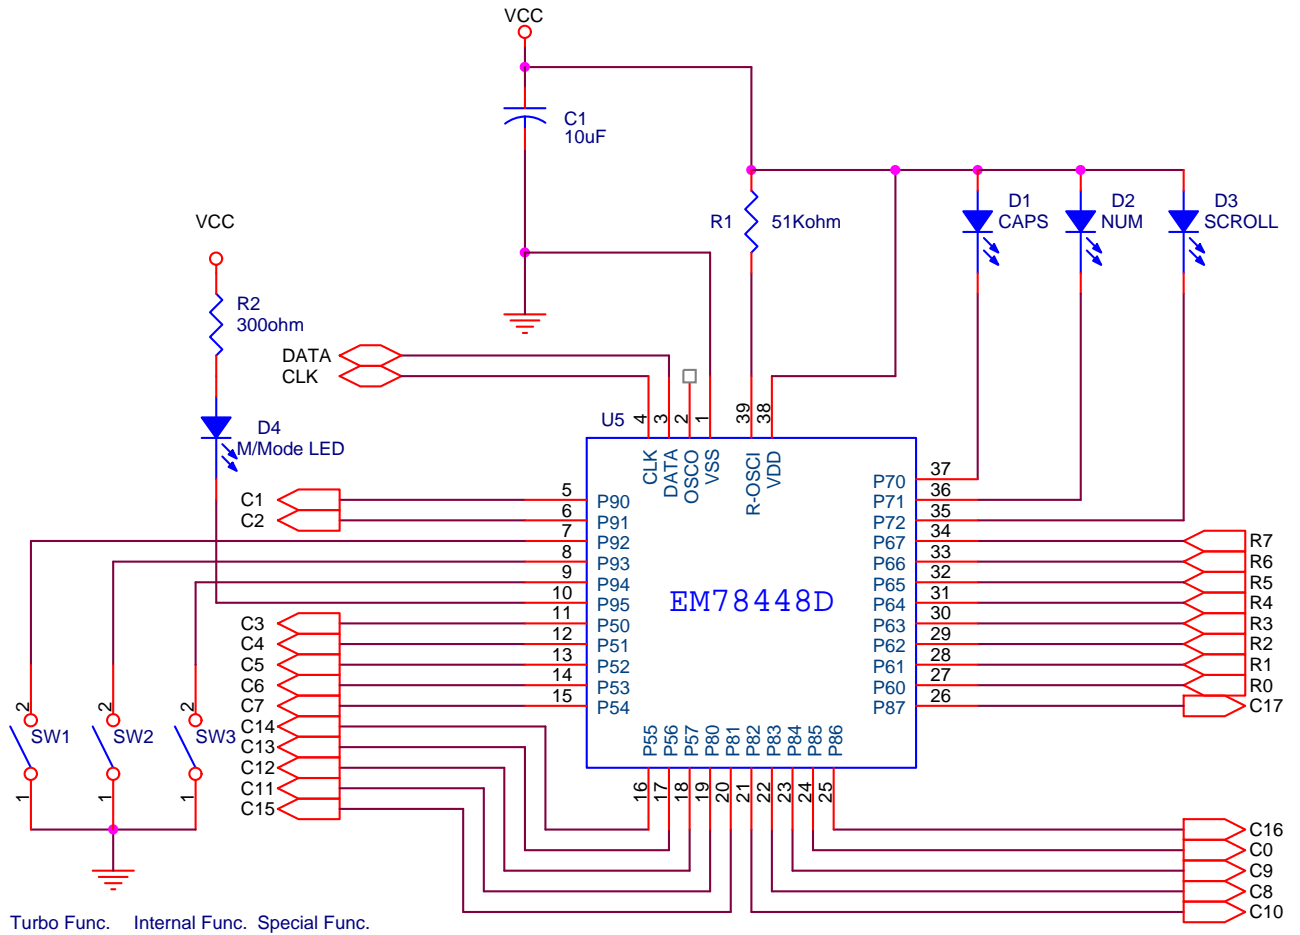 VCC
C1
10uF
VCC
R1 51Kohm
D1
CAPS
D2
NUM
D3
SCROLL
R2
300ohm
DATA
CLK
D4
M/Mode LED
U5
4 3 2 1 39 38
CLK DATA OSCO VSS R-OSCI VDD
EM78448D
C1 5 P90
C2 6 P91
7 P92
8 P93
9 P94
10 P95
C3 11 P50
C4 12 P51
C5 13 P52
C6 14 P53
C7 15 P54
C14
C13
C12
C11
C15
P70 37
P71 36
P72 35
P67 34 R7
P66 33 R6
P65 32 R5
P64 31 R4
P63 30 R3
P62 29 R2
P61 28 R1
P60 27 R0
P87 26 C17
P55 P56 P57 P80 P81 P82 P83 P84 P85 P86
16 17 18 19 20 21 22 23 24 25
2 2 2
SW1 SW2 SW3
1 1 1
C16
C0
C9
C8
C10
Turbo Func. Internal Func. Special Func.